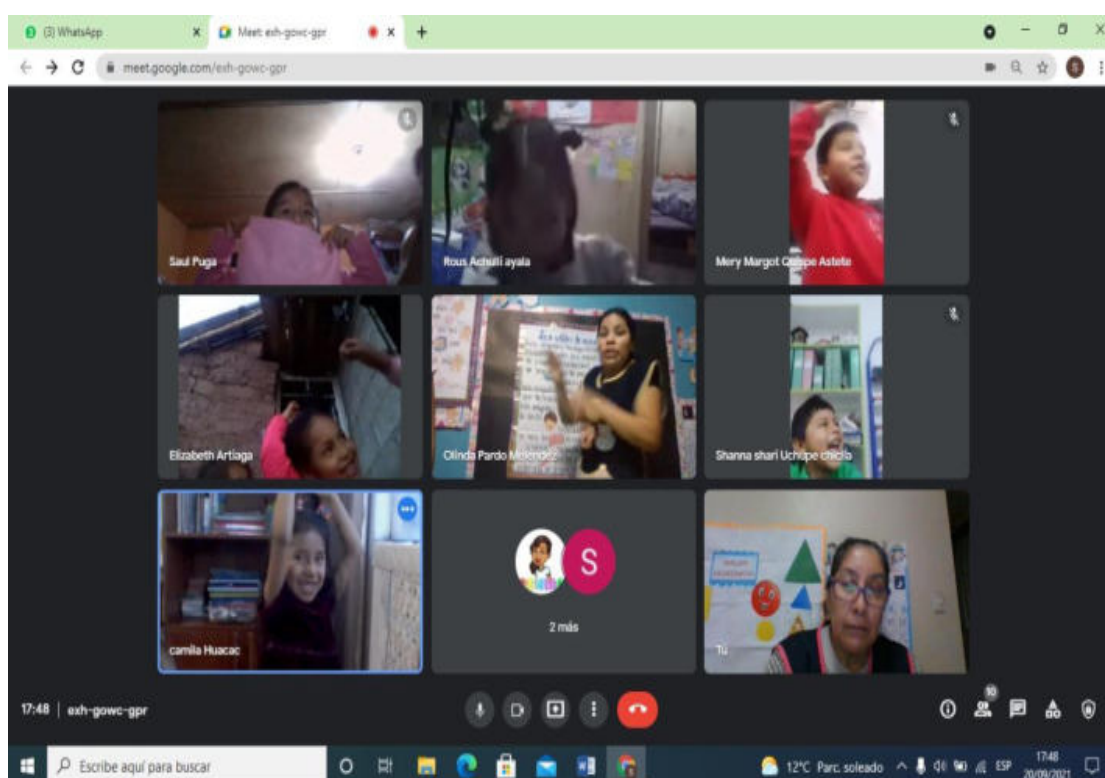 (3) WhatsApp
Meet: exh-gowc-gpr
meet.google.com/exh-gowc-gpr
S
Saul Puga
Rous Achulli ayala
Mery Margot Quispe Astete
Elizabeth Artiaga
Olinda Pardo Melendez
Shanna shari Uchupe chiclla
camila Huacac
S
2 más
Tú
17:48 | exh-gowc-gpr
10
Escribe aquí para buscar
12°C Parc. soleado
ESP
17:48
20/09/2021